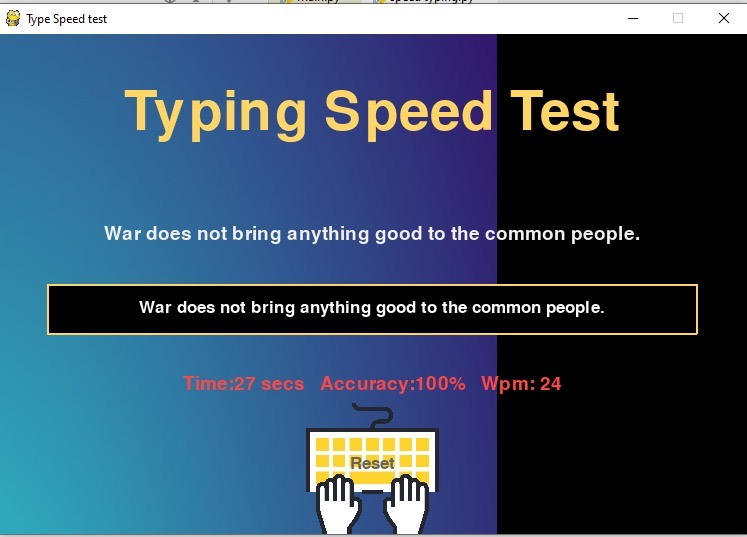 Type Speed test
Typing Speed Test
War does not bring anything good to the common people.
War does not bring anything good to the common people.
Time:27 secs Accuracy:100% Wpm: 24
Reset